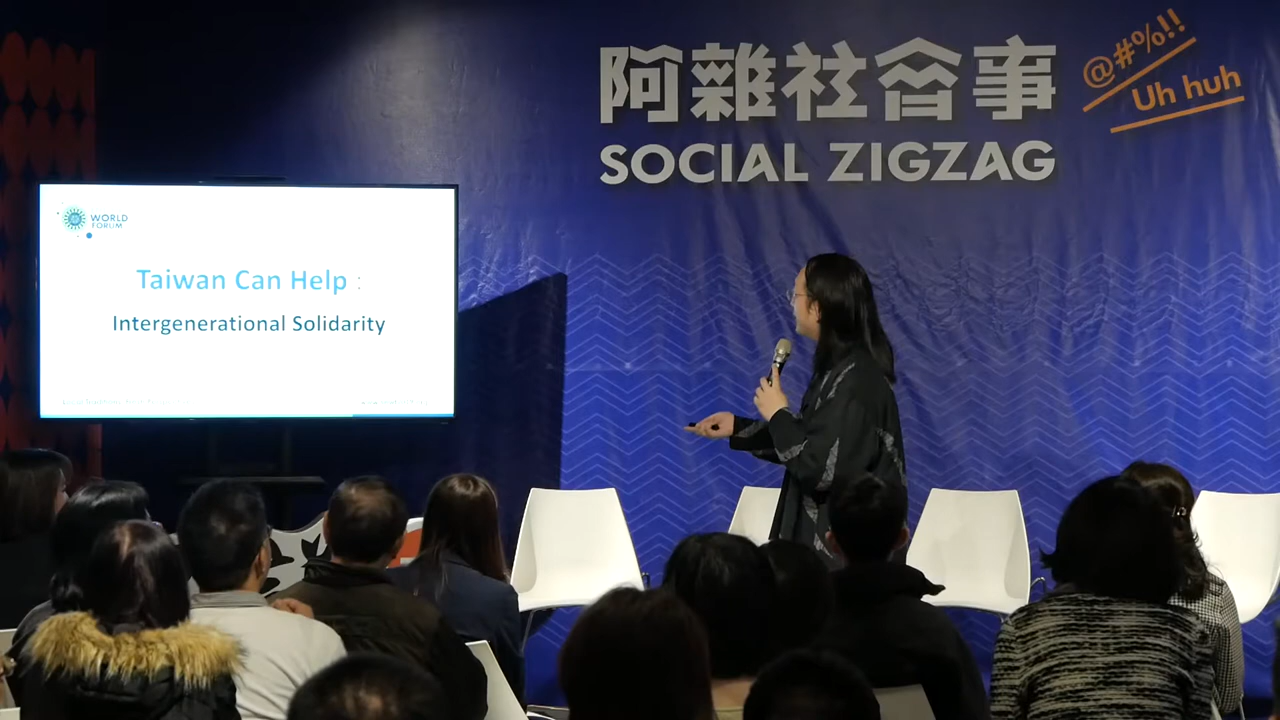 阿雜社會事
@#%!!
Uh huh
SOCIAL ZIGZAG
WORLD
FORUM
Taiwan Can Help :
Intergenerational Solidarity